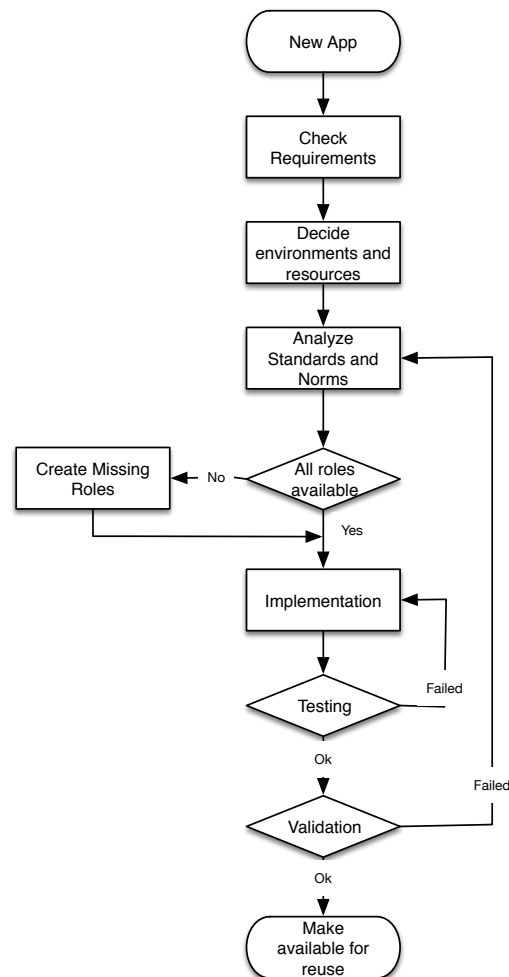 New App
Check
Requirements
Decide
environments and
resources
Analyze
Standards and
Norms
All roles
available
No
Create Missing
Roles
Yes
Implementation
Failed
Testing
Ok
Failed
Validation
Ok
Make
available for
reuse